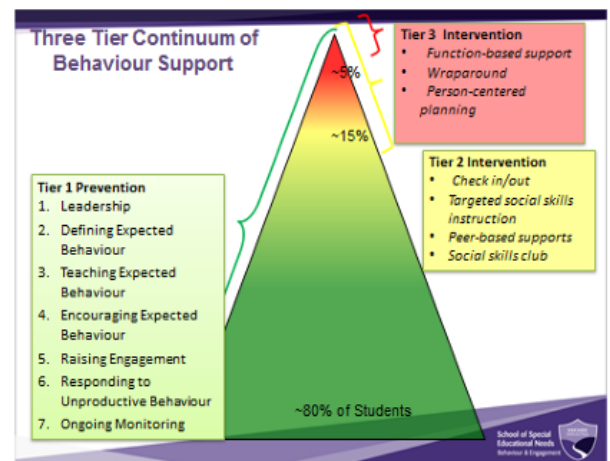 Three Tier Continuum of
Behaviour Support
Tier 3 Intervention
• Function-based support
• Wraparound
• Person-centered
planning
~5%
~15%
Tier 2 Intervention
• Check in/out
• Targeted social skills
instruction
• Peer-based supports
• Social skills club
Tier 1 Prevention
1. Leadership
2. Defining Expected
Behaviour
3. Teaching Expected
Behaviour
4. Encouraging Expected
Behaviour
5. Raising Engagement
6. Responding to
Unproductive Behaviour
7. Ongoing Monitoring
~80% of Students
School of Special
Educational Needs
Behaviour & Engagement